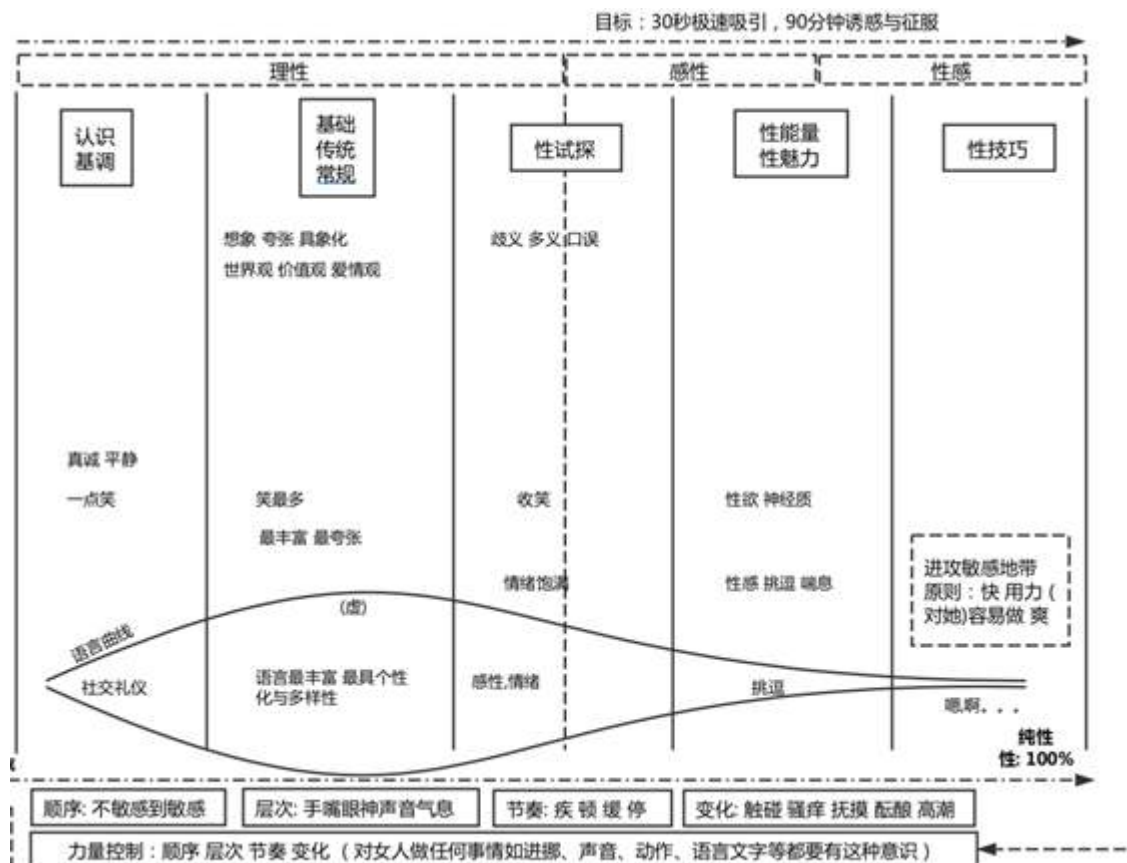 目标：30秒极速吸引，90分钟诱惑与征服
理性
感性
性感
认识
基调
基础
传统
常规
性试探
性能量
性魅力
性技巧
想象 夸张 具象化
世界观 价值观 爱情观
歧义 多义 口误
真诚 平静
一点笑
笑最多
最丰富 最夸张
收笑
情绪饱满
性欲 神经质
性感 挑逗 喘息
进攻敏感地带
原则：快 用力 (
对她)容易做 爽
(虚)
语言曲线
社交礼仪
语言最丰富 最具个性
化与多样性
感性,情绪
挑逗
嗯,啊。。。
纯性
性: 100%
顺序: 不敏感到敏感
层次: 手嘴眼神声音气息
节奏: 疾 顿 缓 停
变化: 触碰 骚痒 抚摸 酝酿 高潮
力量控制：顺序 层次 节奏 变化 （ 对女人做任何事情如进挪、声音、动作、语言文字等都要有这种意识 ）